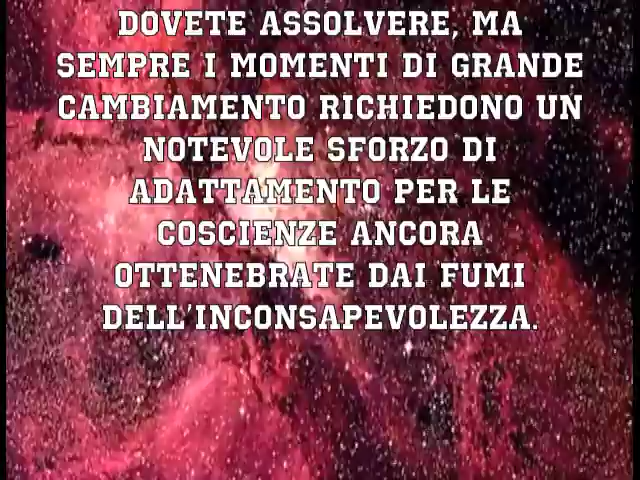 DOVETE ASSOLVERE, MA
SEMPRE I MOMENTI DI GRANDE
CAMBIAMENTO RICHIEDONO UN
NOTEVOLE SFORZO DI
ADATTAMENTO PER LE
COSCIENZE ANCORA
OTTENEBRATE DAI FUMI
DELL'INCONSAPEVOLEZZA.